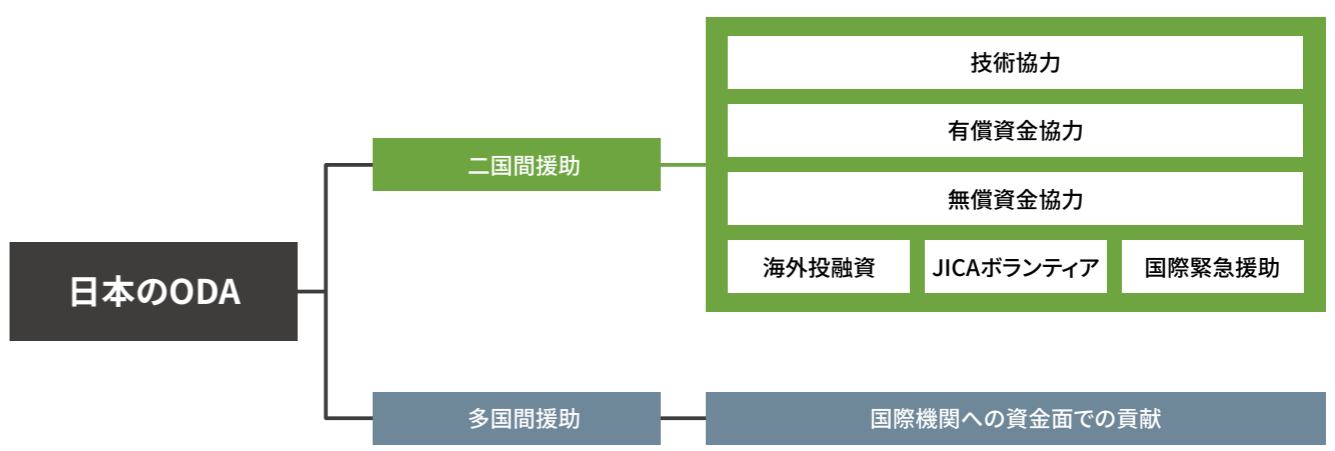 日本のODA
二国間援助
技術協力
有償資金協力
無償資金協力
海外投融資
JICAボランティア
国際緊急援助
多国間援助
国際機関への資金面での貢献